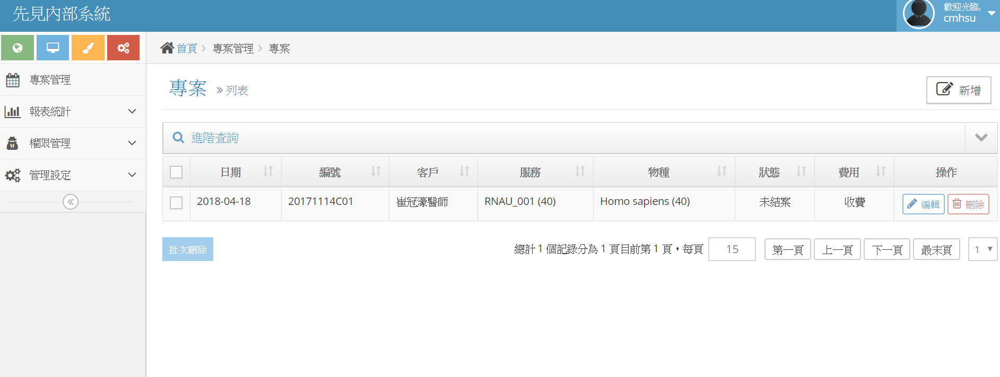 先見內部系統
歡迎光臨,
cmhsu
首頁 專案管理 專案
專案管理
報表統計
權限管理
管理設定
專案 列表
新增
進階查詢
日期 編號 客戶 服務 物種 狀態 費用 操作
2018-04-18 20171114C01 崔冠濠醫師 RNAU_001 (40) Homo sapiens (40) 未結案 收費 編輯 刪除
批次刪除 總計 1 個記錄分為 1 頁目前第 1 頁，每頁 15 第一頁 上一頁 下一頁 最末頁 1